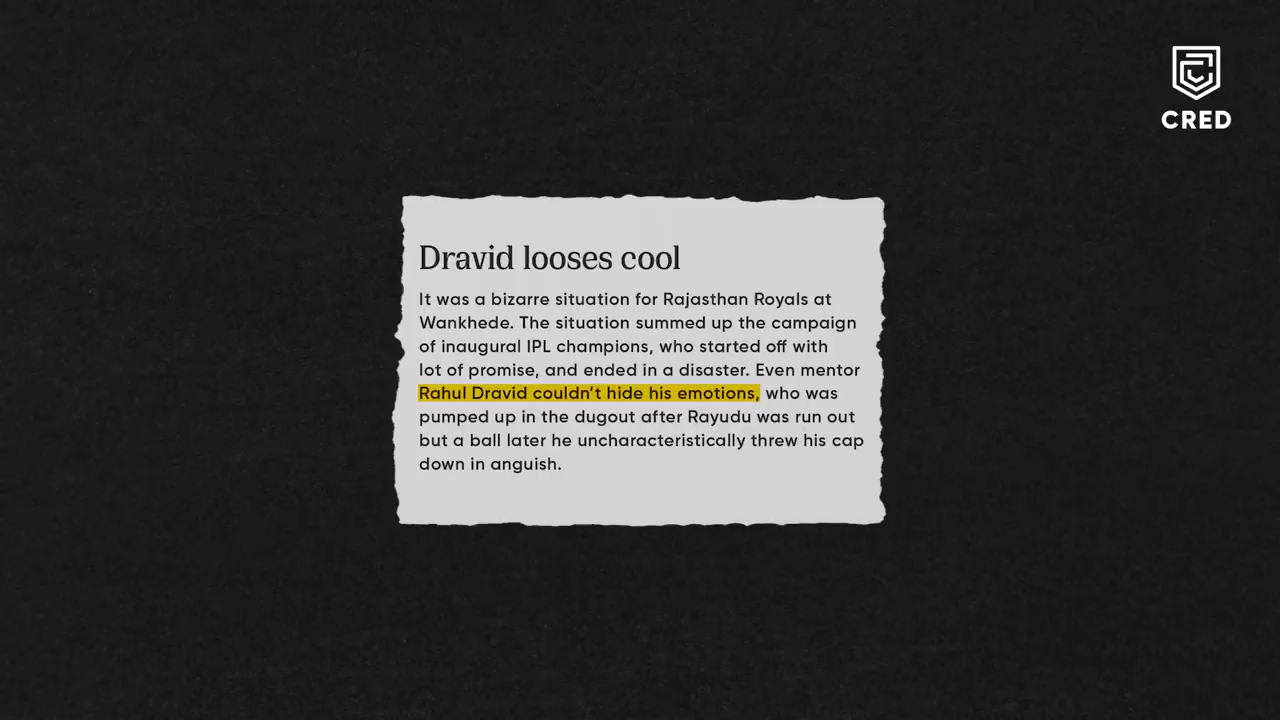 CRED
Dravid looses cool
It was a bizarre situation for Rajasthan Royals at
Wankhede. The situation summed up the campaign
of inaugural IPL champions, who started off with
lot of promise, and ended in a disaster. Even mentor
Rahul Dravid couldn't hide his emotions, who was
pumped up in the dugout after Rayudu was run out
but a ball later he uncharacteristically threw his cap
down in anguish.